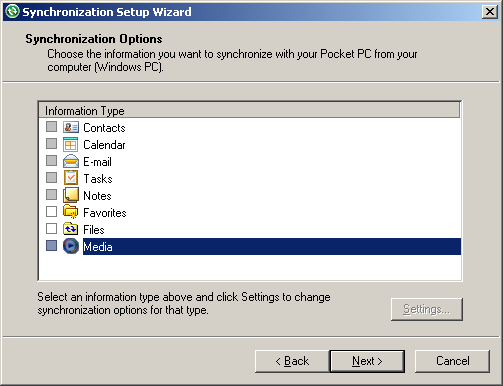 Synchronization Setup Wizard
Synchronization Options
Choose the information you want to synchronize with your Pocket PC from your
computer (Windows PC).
Information Type
Contacts
Calendar
E-mail
Tasks
Notes
Favorites
Files
Media
Select an information type above and click Settings to change
synchronization options for that type.
Settings...
< Back
Next >
Cancel